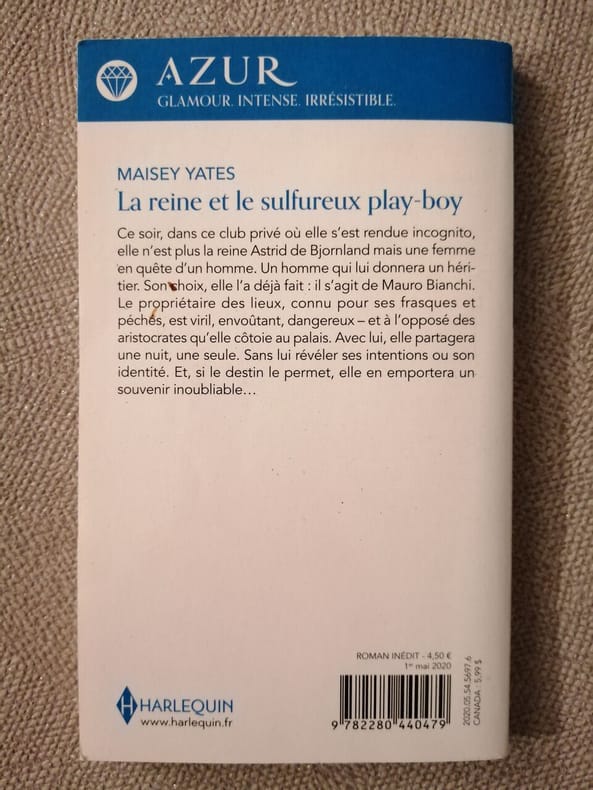 AZUR
GLAMOUR. INTENSE. IRRÉSISTIBLE.
MAISEY YATES
La reine et le sulfureux play-boy
Ce soir, dans ce club privé où elle s'est rendue incognito,
elle n'est plus la reine Astrid de Bjornland mais une femme
en quête d'un homme. Un homme qui lui donnera un héri-
tier. Son choix, elle l'a déjà fait : il s'agit de Mauro Bianchi.
Le propriétaire des lieux, connu pour ses frasques et
péchés, est viril, envoûtant, dangereux – et à l'opposé des
aristocrates qu'elle côtoie au palais. Avec lui, elle partagera
une nuit, une seule. Sans lui révéler ses intentions ou son
identité. Et, si le destin le permet, elle en emportera un
souvenir inoubliable...
ROMAN INÉDIT - 4,50 €
1er mai 2020
HARLEQUIN
www.harlequin.fr
9 782280 440479
2020.05.54.5697.6
CANADA : 5,99 $